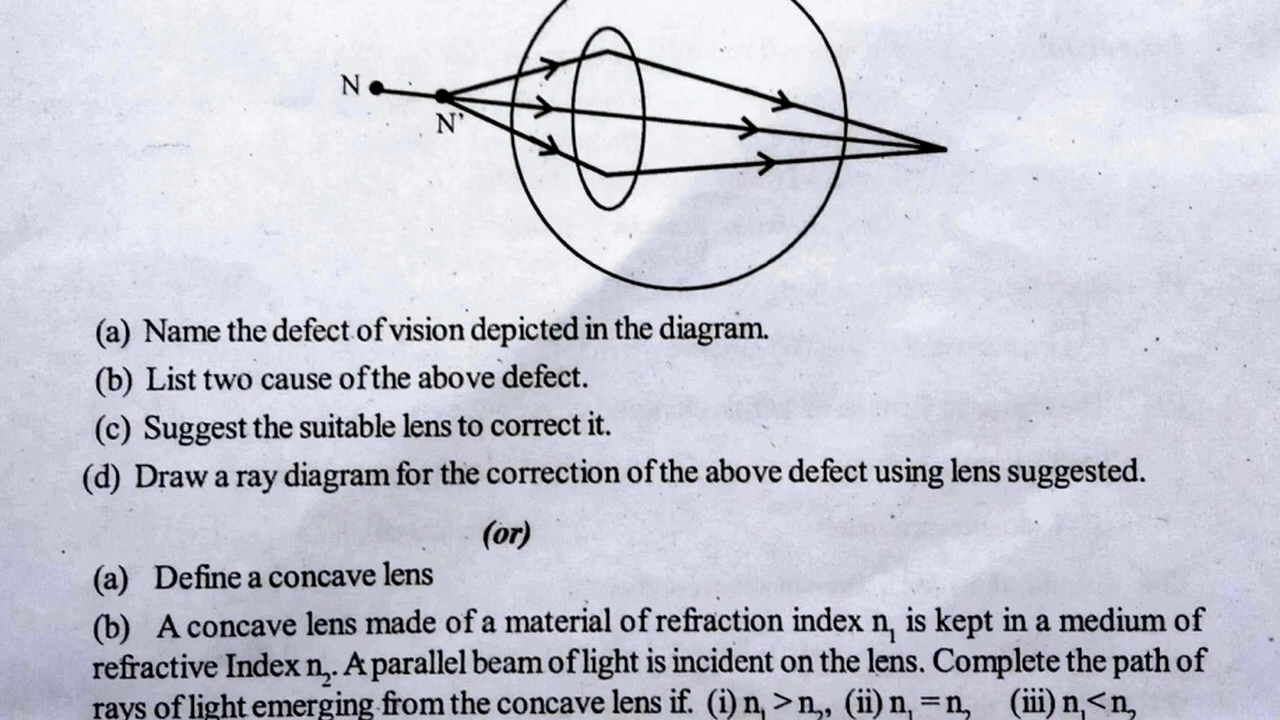 N
N'
(a) Name the defect of vision depicted in the diagram.
(b) List two cause of the above defect.
(c) Suggest the suitable lens to correct it.
(d) Draw a ray diagram for the correction of the above defect using lens suggested.
(or)
(a) Define a concave lens
(b) A concave lens made of a material of refraction index n₁ is kept in a medium of
refractive Index n₂. A parallel beam of light is incident on the lens. Complete the path of
rays of light emerging from the concave lens if. (i) n₁ > n₂, (ii) n₁ = n₂ (iii) n₁ < n₂